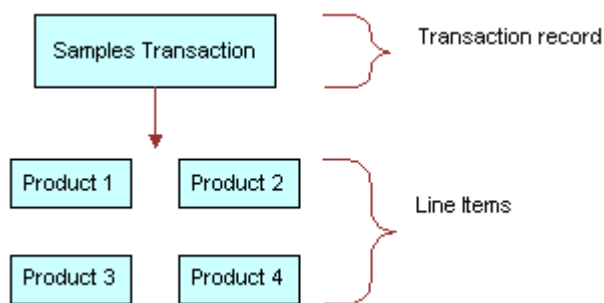 Samples Transaction
Transaction record
Product 1
Product 2
Line Items
Product 3
Product 4